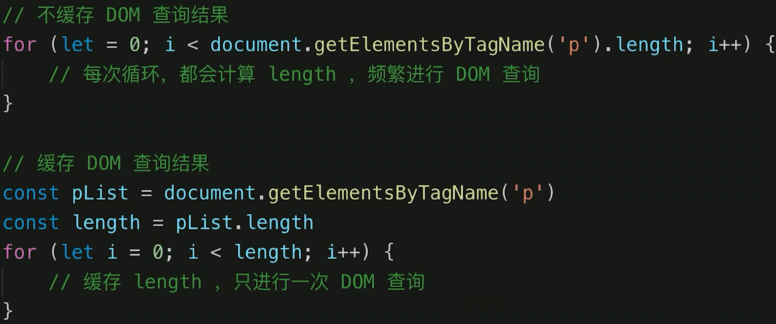 // 不缓存 DOM 查询结果
for (let = 0; i < document.getElementsByTagName('p').length; i++) {
    // 每次循环，都会计算 length ，频繁进行 DOM 查询
}

// 缓存 DOM 查询结果
const pList = document.getElementsByTagName('p')
const length = pList.length
for (let i = 0; i < length; i++) {
    // 缓存 length ，只进行一次 DOM 查询
}